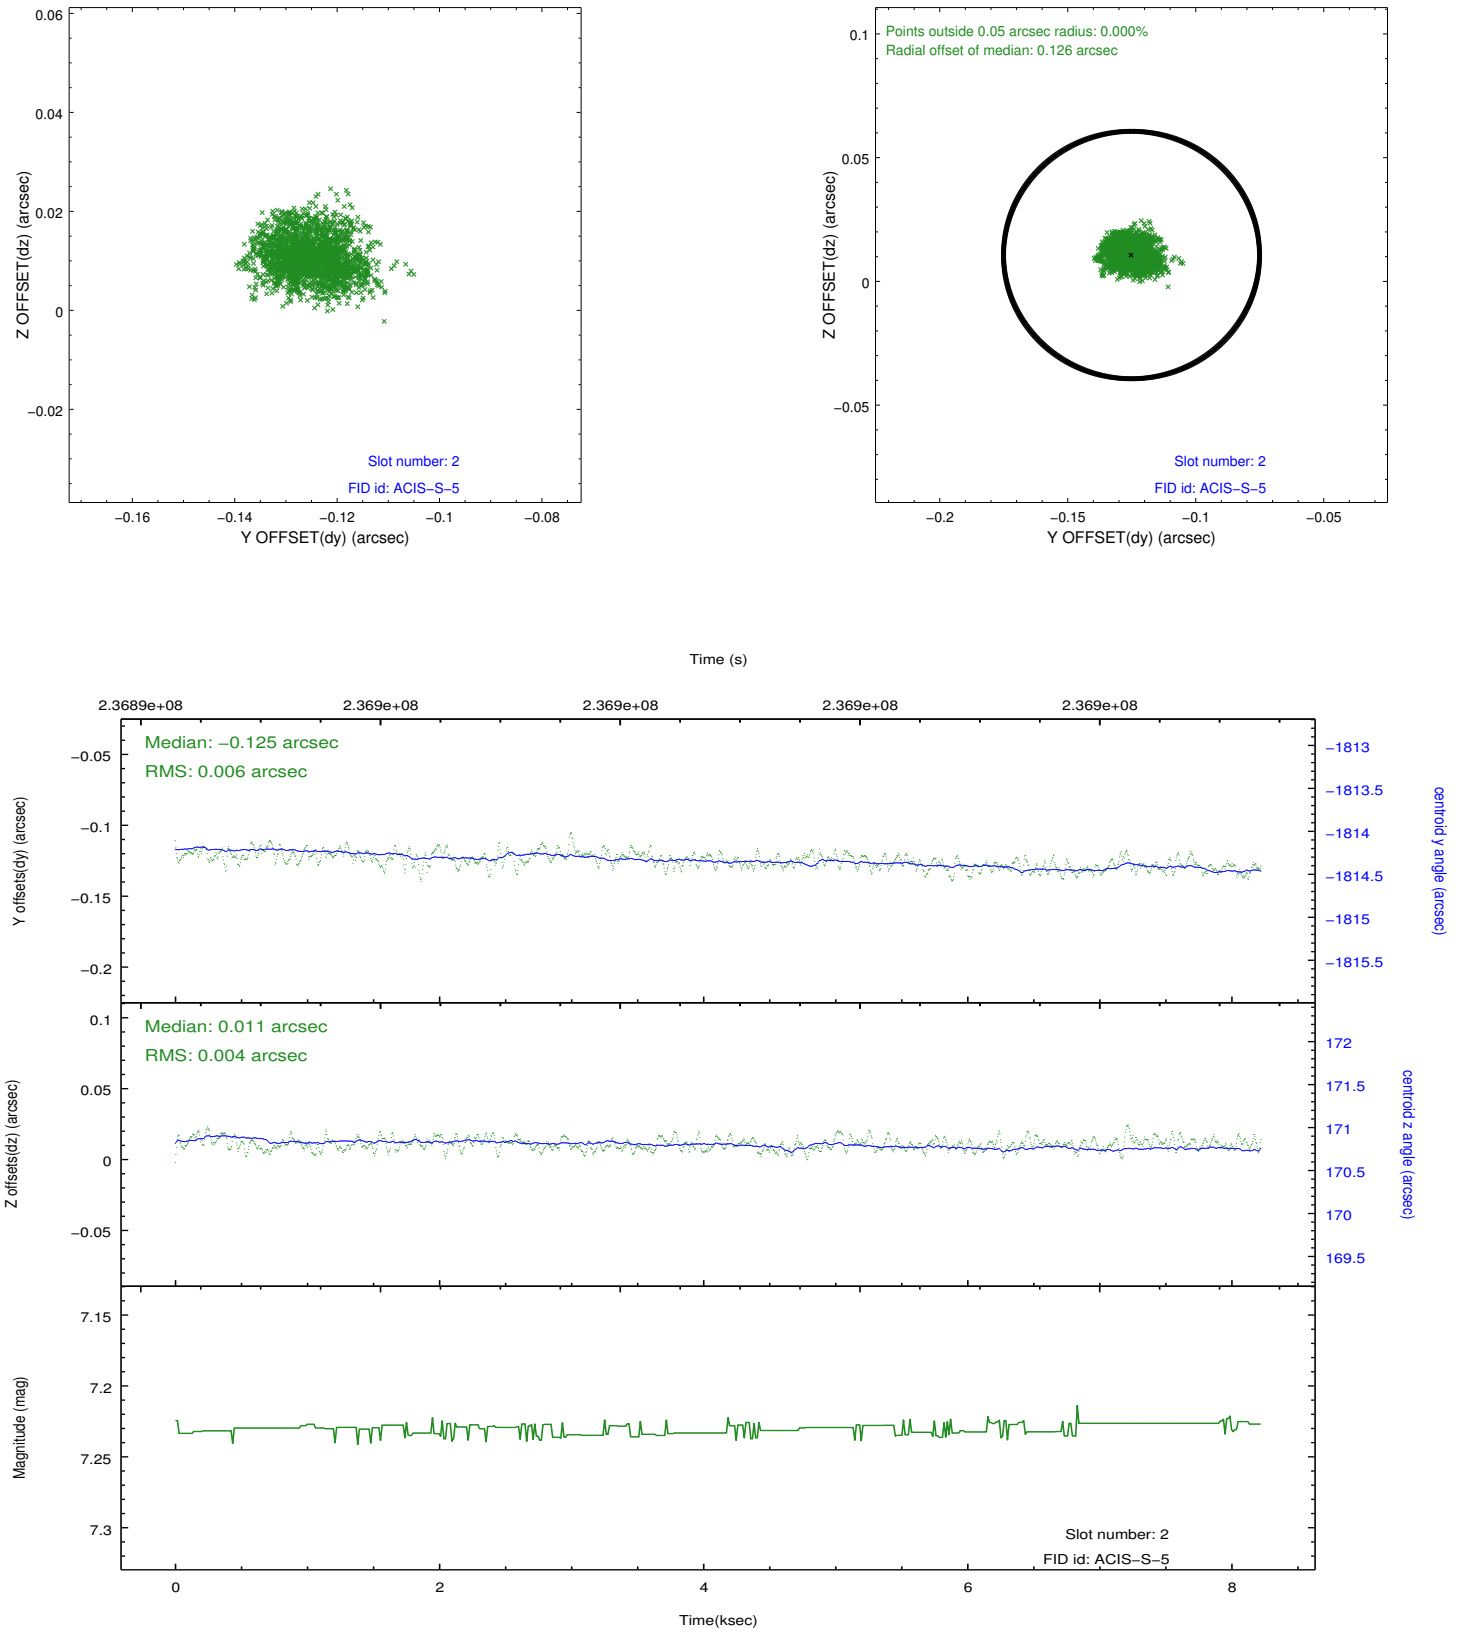 0.06
0.04
0.02
0
−0.02
Z OFFSET(dz) (arcsec)
Slot number: 2
FID id: ACIS−S−5
−0.16 −0.14 −0.12 −0.1 −0.08
Y OFFSET(dy) (arcsec)
Points outside 0.05 arcsec radius: 0.000%
Radial offset of median: 0.126 arcsec
0.1
0.05
0
−0.05
Z OFFSET(dz) (arcsec)
Slot number: 2
FID id: ACIS−S−5
−0.2 −0.15 −0.1 −0.05
Y OFFSET(dy) (arcsec)
Time (s)
2.3689e+08 2.369e+08 2.369e+08 2.369e+08 2.369e+08
Median: −0.125 arcsec
RMS: 0.006 arcsec
−0.05
−0.1
−0.15
−0.2
Y offsets(dy) (arcsec)
−1813
−1813.5
−1814
−1814.5
−1815
−1815.5
centroid y angle (arcsec)
Median: 0.011 arcsec
RMS: 0.004 arcsec
0.1
0.05
0
−0.05
Z offsets(dz) (arcsec)
172
171.5
171
170.5
170
169.5
centroid z angle (arcsec)
7.15
7.2
7.25
7.3
Magnitude (mag)
Slot number: 2
FID id: ACIS−S−5
0 2 4 6 8
Time(ksec)